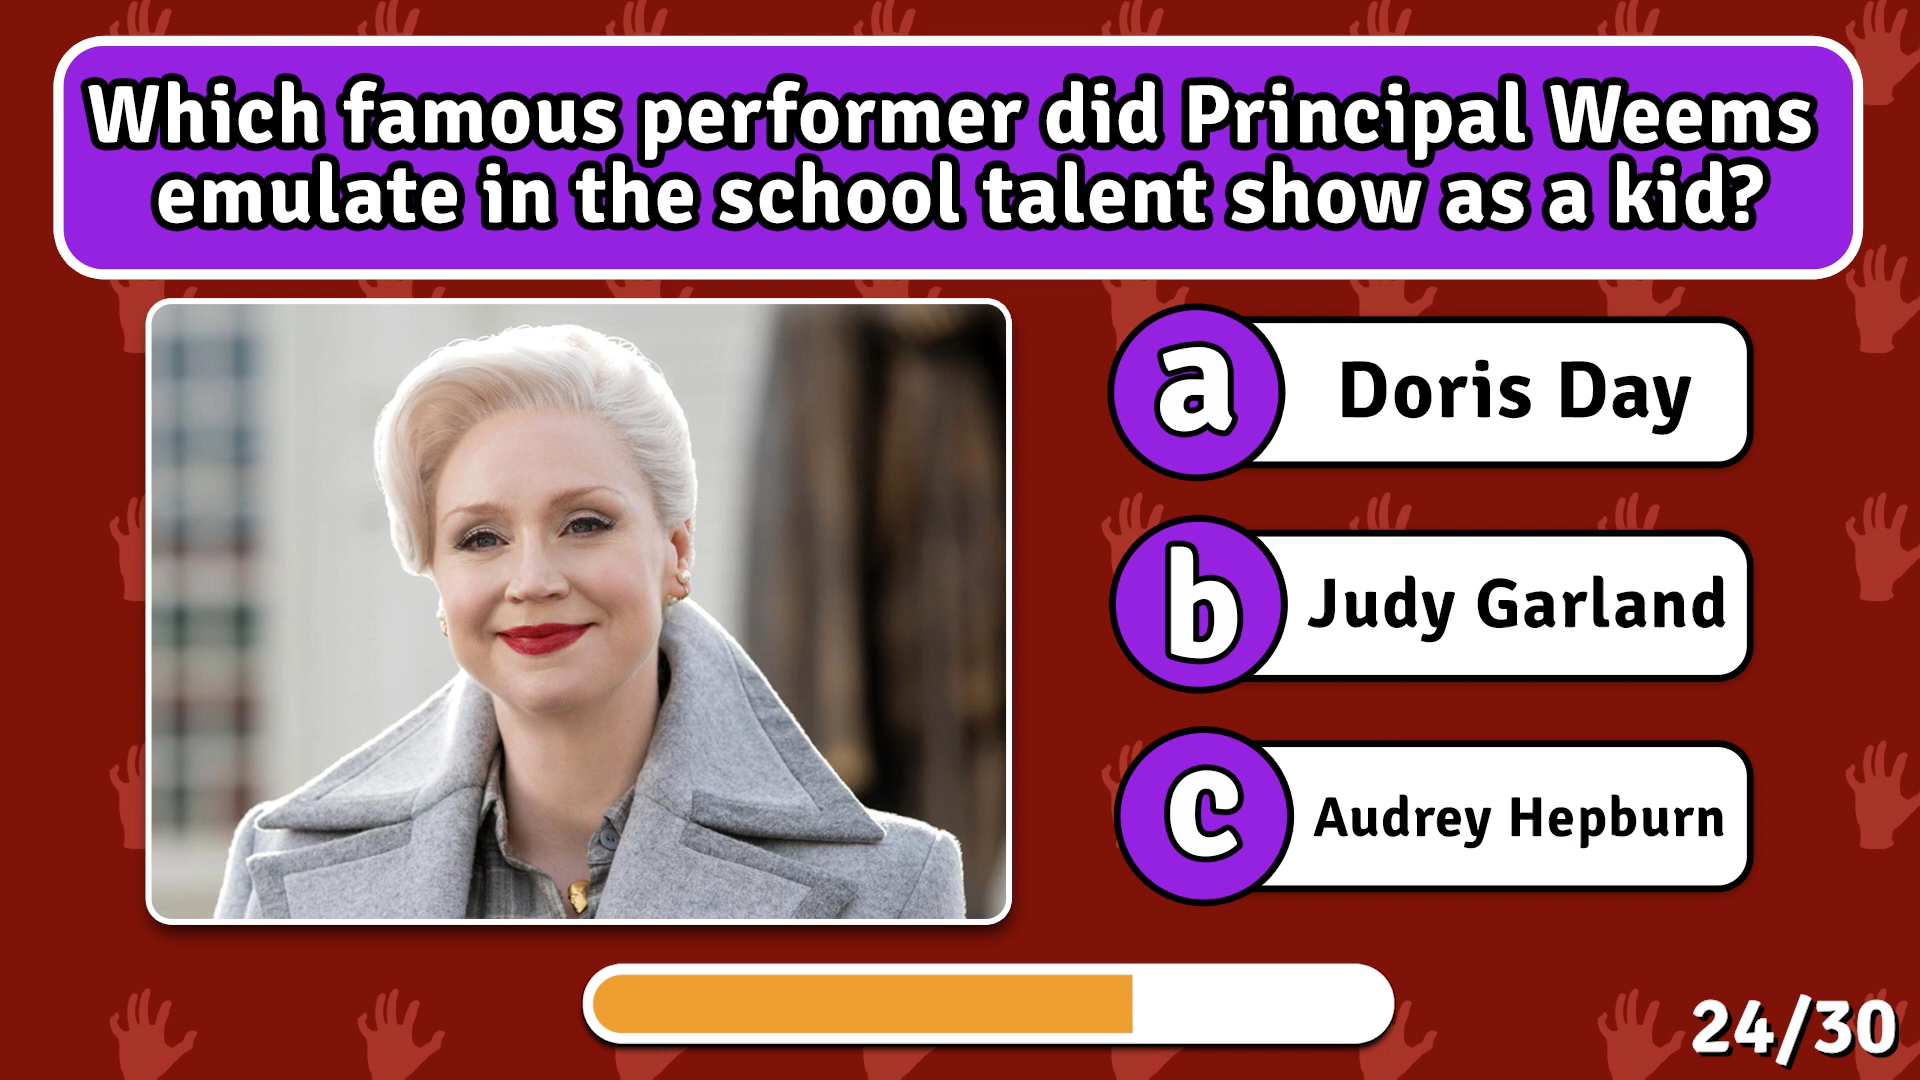 Which famous performer did Principal Weems
emulate in the school talent show as a kid?
a Doris Day
b Judy Garland
c Audrey Hepburn
24/30